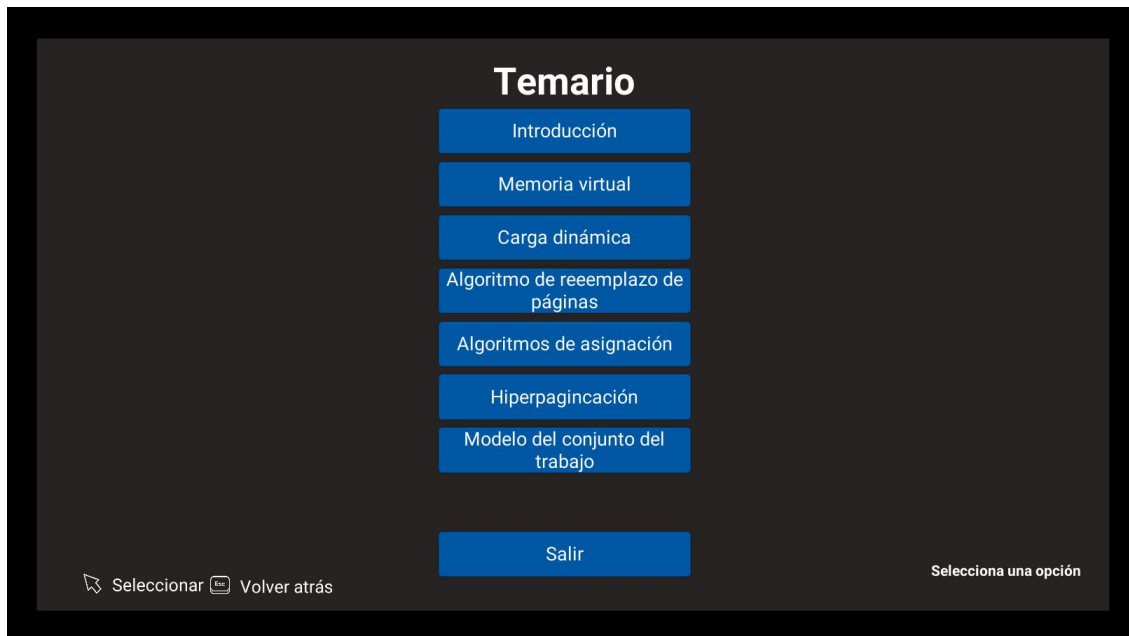 Temario
Introducción
Memoria virtual
Carga dinámica
Algoritmo de reeemplazo de
páginas
Algoritmos de asignación
Hiperpagincación
Modelo del conjunto del
trabajo
Salir
Seleccionar Esc Volver atrás
Selecciona una opción